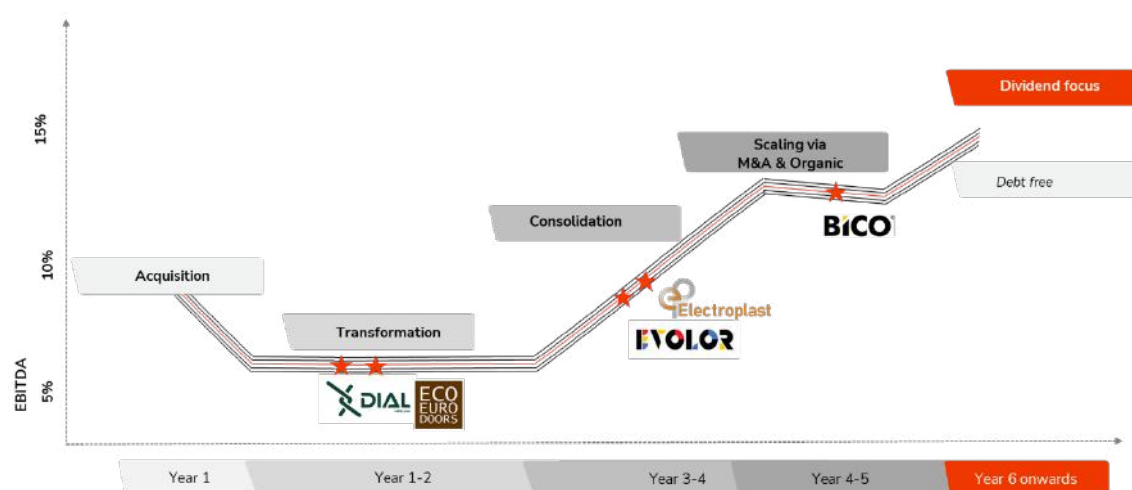 Dividend focus
15%
Scaling via
M&A & Organic
Debt free
Consolidation
BiCO
10%
Acquisition
Electroplast
Transformation
EVOLOR
EBITDA
5%
DIAL
ECO
EURO
DOORS
Year 1
Year 1-2
Year 3-4
Year 4-5
Year 6 onwards